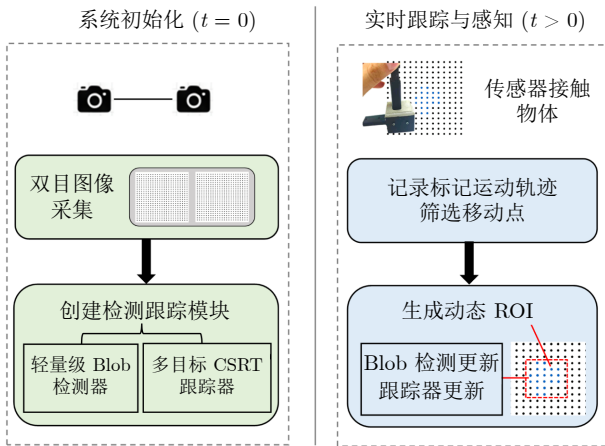 系统初始化 (t = 0)
双目图像
采集
创建检测跟踪模块
轻量级 Blob
检测器
多目标 CSRT
跟踪器
实时跟踪与感知 (t > 0)
传感器接触
物体
记录标记运动轨迹
筛选移动点
生成动态 ROI
Blob 检测更新
跟踪器更新